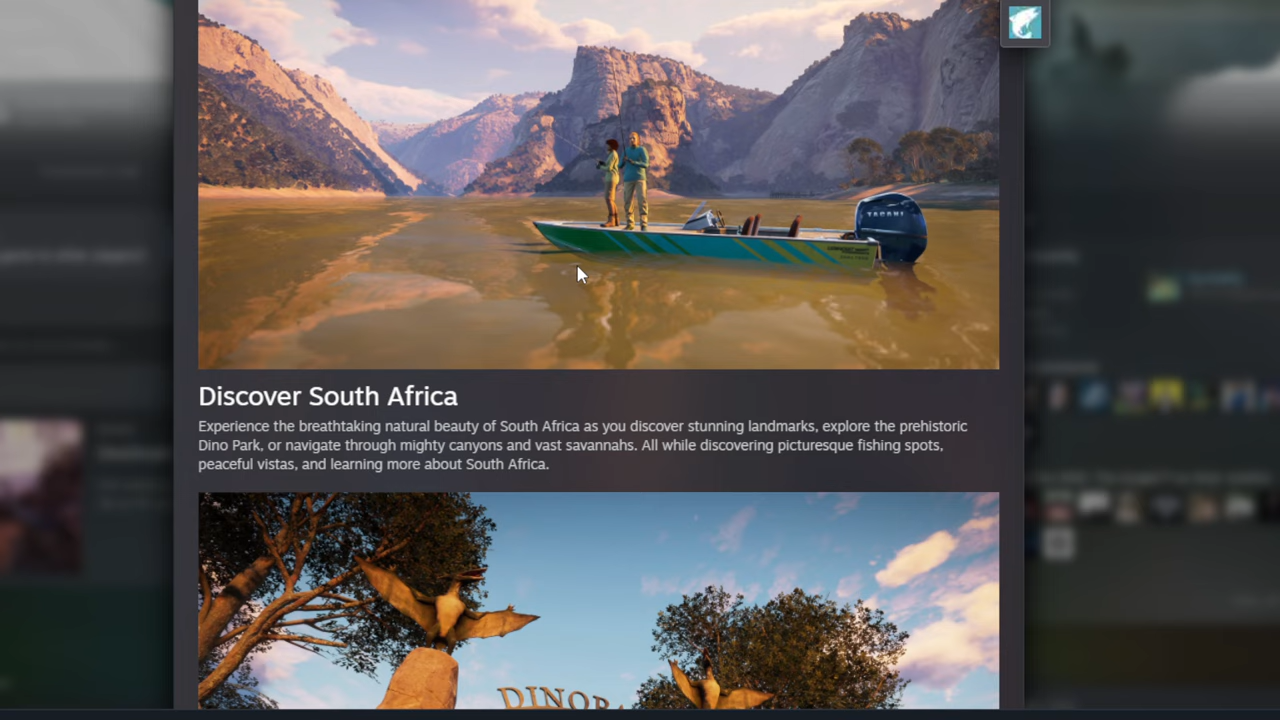 Discover South Africa
Experience the breathtaking natural beauty of South Africa as you discover stunning landmarks, explore the prehistoric
Dino Park, or navigate through mighty canyons and vast savannahs. All while discovering picturesque fishing spots,
peaceful vistas, and learning more about South Africa.